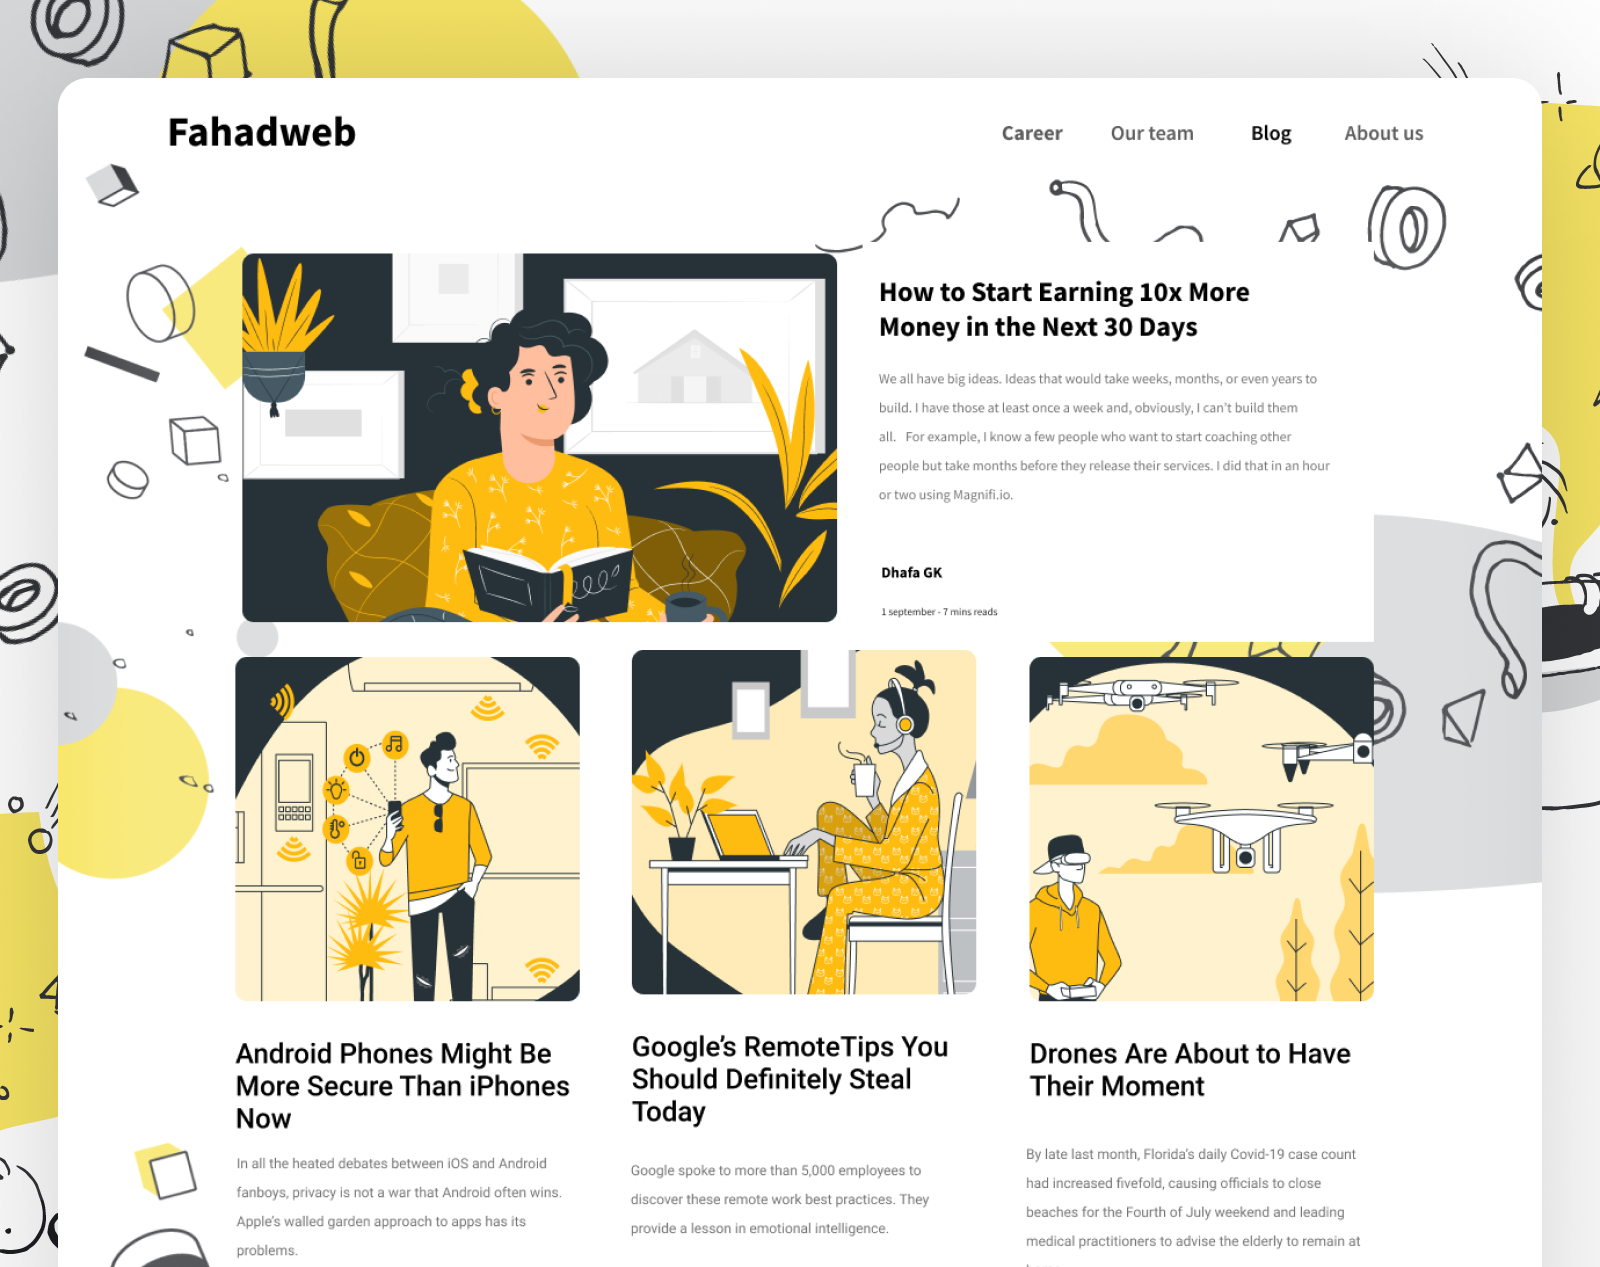 Fahadweb
Career
Our team
Blog
About us
How to Start Earning 10x More
Money in the Next 30 Days
We all have big ideas. Ideas that would take weeks, months, or even years to
build. I have those at least once a week and, obviously, I can't build them
all.   For example, I know a few people who want to start coaching other
people but take months before they release their services. I did that in an hour
or two using Magnifi.io.
Dhafa GK
1 september - 7 mins reads
Android Phones Might Be
More Secure Than iPhones
Now
In all the heated debates between iOS and Android
fanboys, privacy is not a war that Android often wins.
Apple's walled garden approach to apps has its
problems.
Google's RemoteTips You
Should Definitely Steal
Today
Google spoke to more than 5,000 employees to
discover these remote work best practices. They
provide a lesson in emotional intelligence.
Drones Are About to Have
Their Moment
By late last month, Florida's daily Covid-19 case count
had increased fivefold, causing officials to close
beaches for the Fourth of July weekend and leading
medical practitioners to advise the elderly to remain at